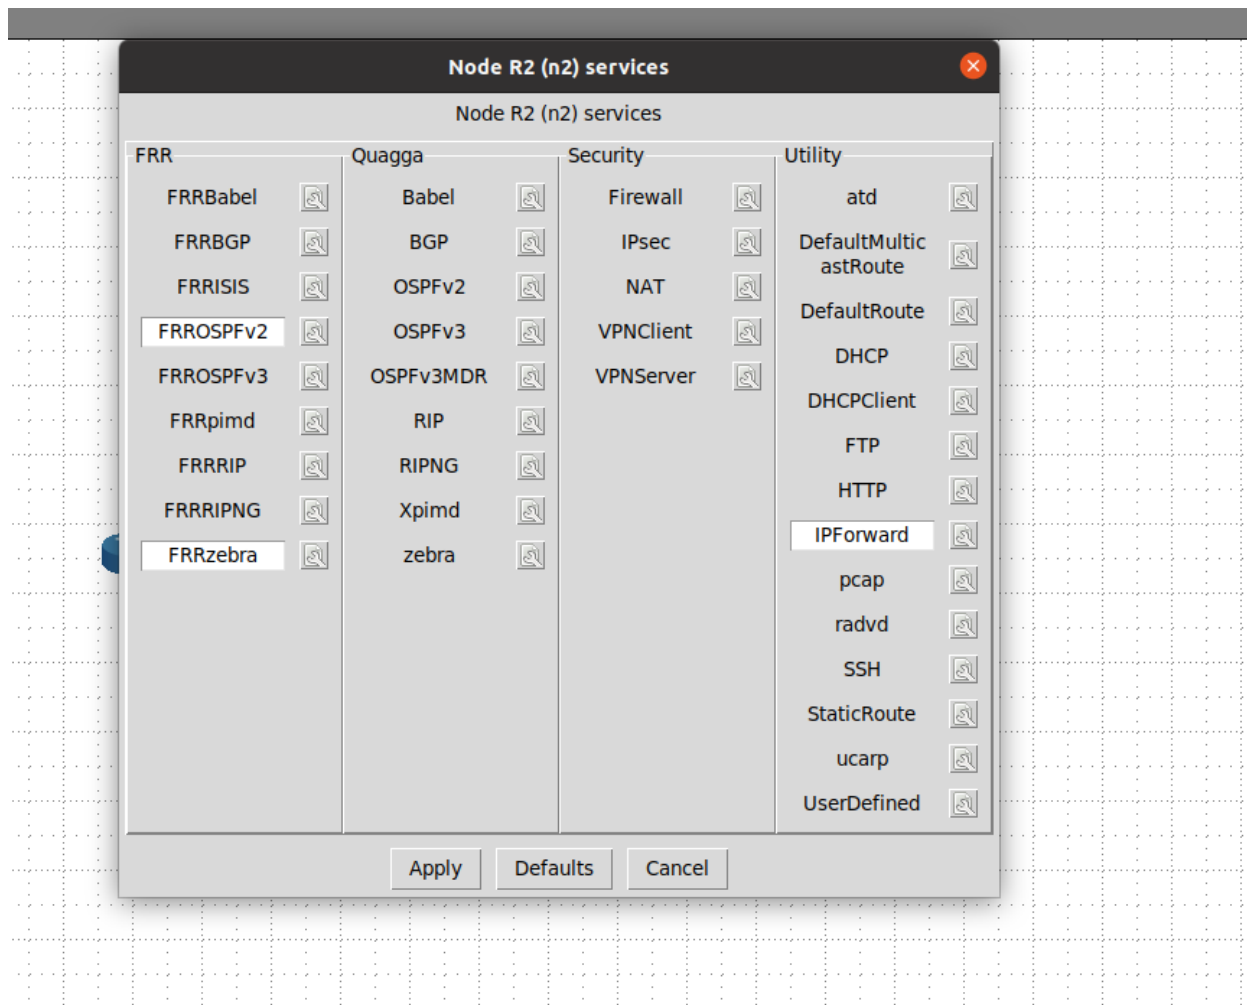 Node R2 (n2) services
Node R2 (n2) services
FRR
FRRBabel
FRRBGP
FRRISIS
FRROSPFv2
FRROSPFv3
FRRpimd
FRRRIP
FRRRIPNG
FRRzebra
Quagga
Babel
BGP
OSPFv2
OSPFv3
OSPFv3MDR
RIP
RIPNG
Xpimd
zebra
Security
Firewall
IPsec
NAT
VPNClient
VPNServer
Utility
atd
DefaultMultic
astRoute
DefaultRoute
DHCP
DHCPClient
FTP
HTTP
IPForward
pcap
radvd
SSH
StaticRoute
ucarp
UserDefined
Apply
Defaults
Cancel